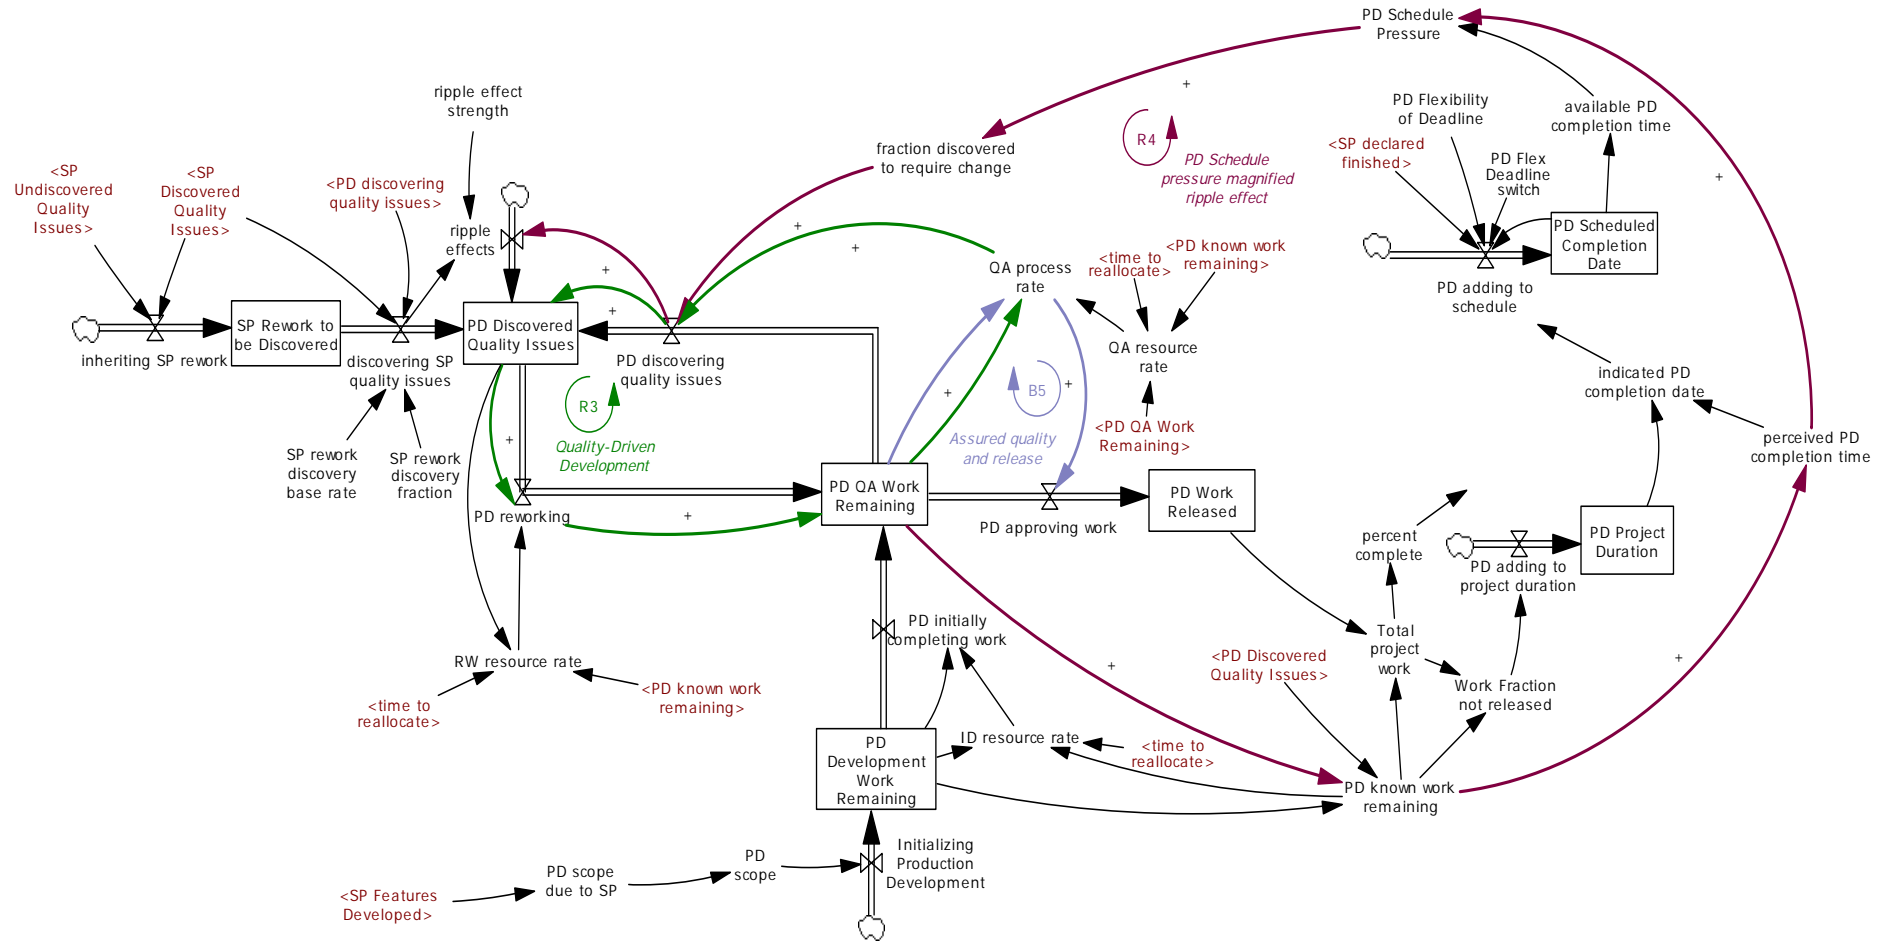 PD Schedule
Pressure
+
ripple effect
strength
PD Flexibility
of Deadline
available PD
completion time
R4
fraction discovered
to require change
<SP declared
finished>
PD Flex
Deadline
switch
PD Schedule
pressure magnified
ripple effect
+
<SP
Undiscovered
Quality
Issues>
<SP
Discovered
Quality
Issues>
<PD discovering
quality issues>
ripple
effects
+
+
+
+
QA process
rate
<time to
reallocate>
<PD known work
remaining>
PD Scheduled
Completion
Date
PD adding to
schedule
inheriting SP rework
SP Rework to
be Discovered
discovering SP
quality issues
PD Discovered
Quality Issues
PD discovering
quality issues
QA resource
rate
indicated PD
completion date
R3
Quality-Driven
Development
+
+
B5
+
Assured quality
and release
<PD QA Work
Remaining>
perceived PD
completion time
SP rework
discovery
base rate
SP rework
discovery
fraction
PD reworking
+
PD QA Work
Remaining
PD approving work
PD Work
Released
percent
complete
PD adding to
project duration
PD Project
Duration
PD initially
completing work
Total
project
work
RW resource rate
<time to
reallocate>
<PD known work
remaining>
+
<PD Discovered
Quality Issues>
Work Fraction
not released
+
PD
Development
Work
Remaining
ID resource rate
<time to
reallocate>
PD known work
remaining
Initializing
Production
Development
PD
scope
PD scope
due to SP
<SP Features
Developed>